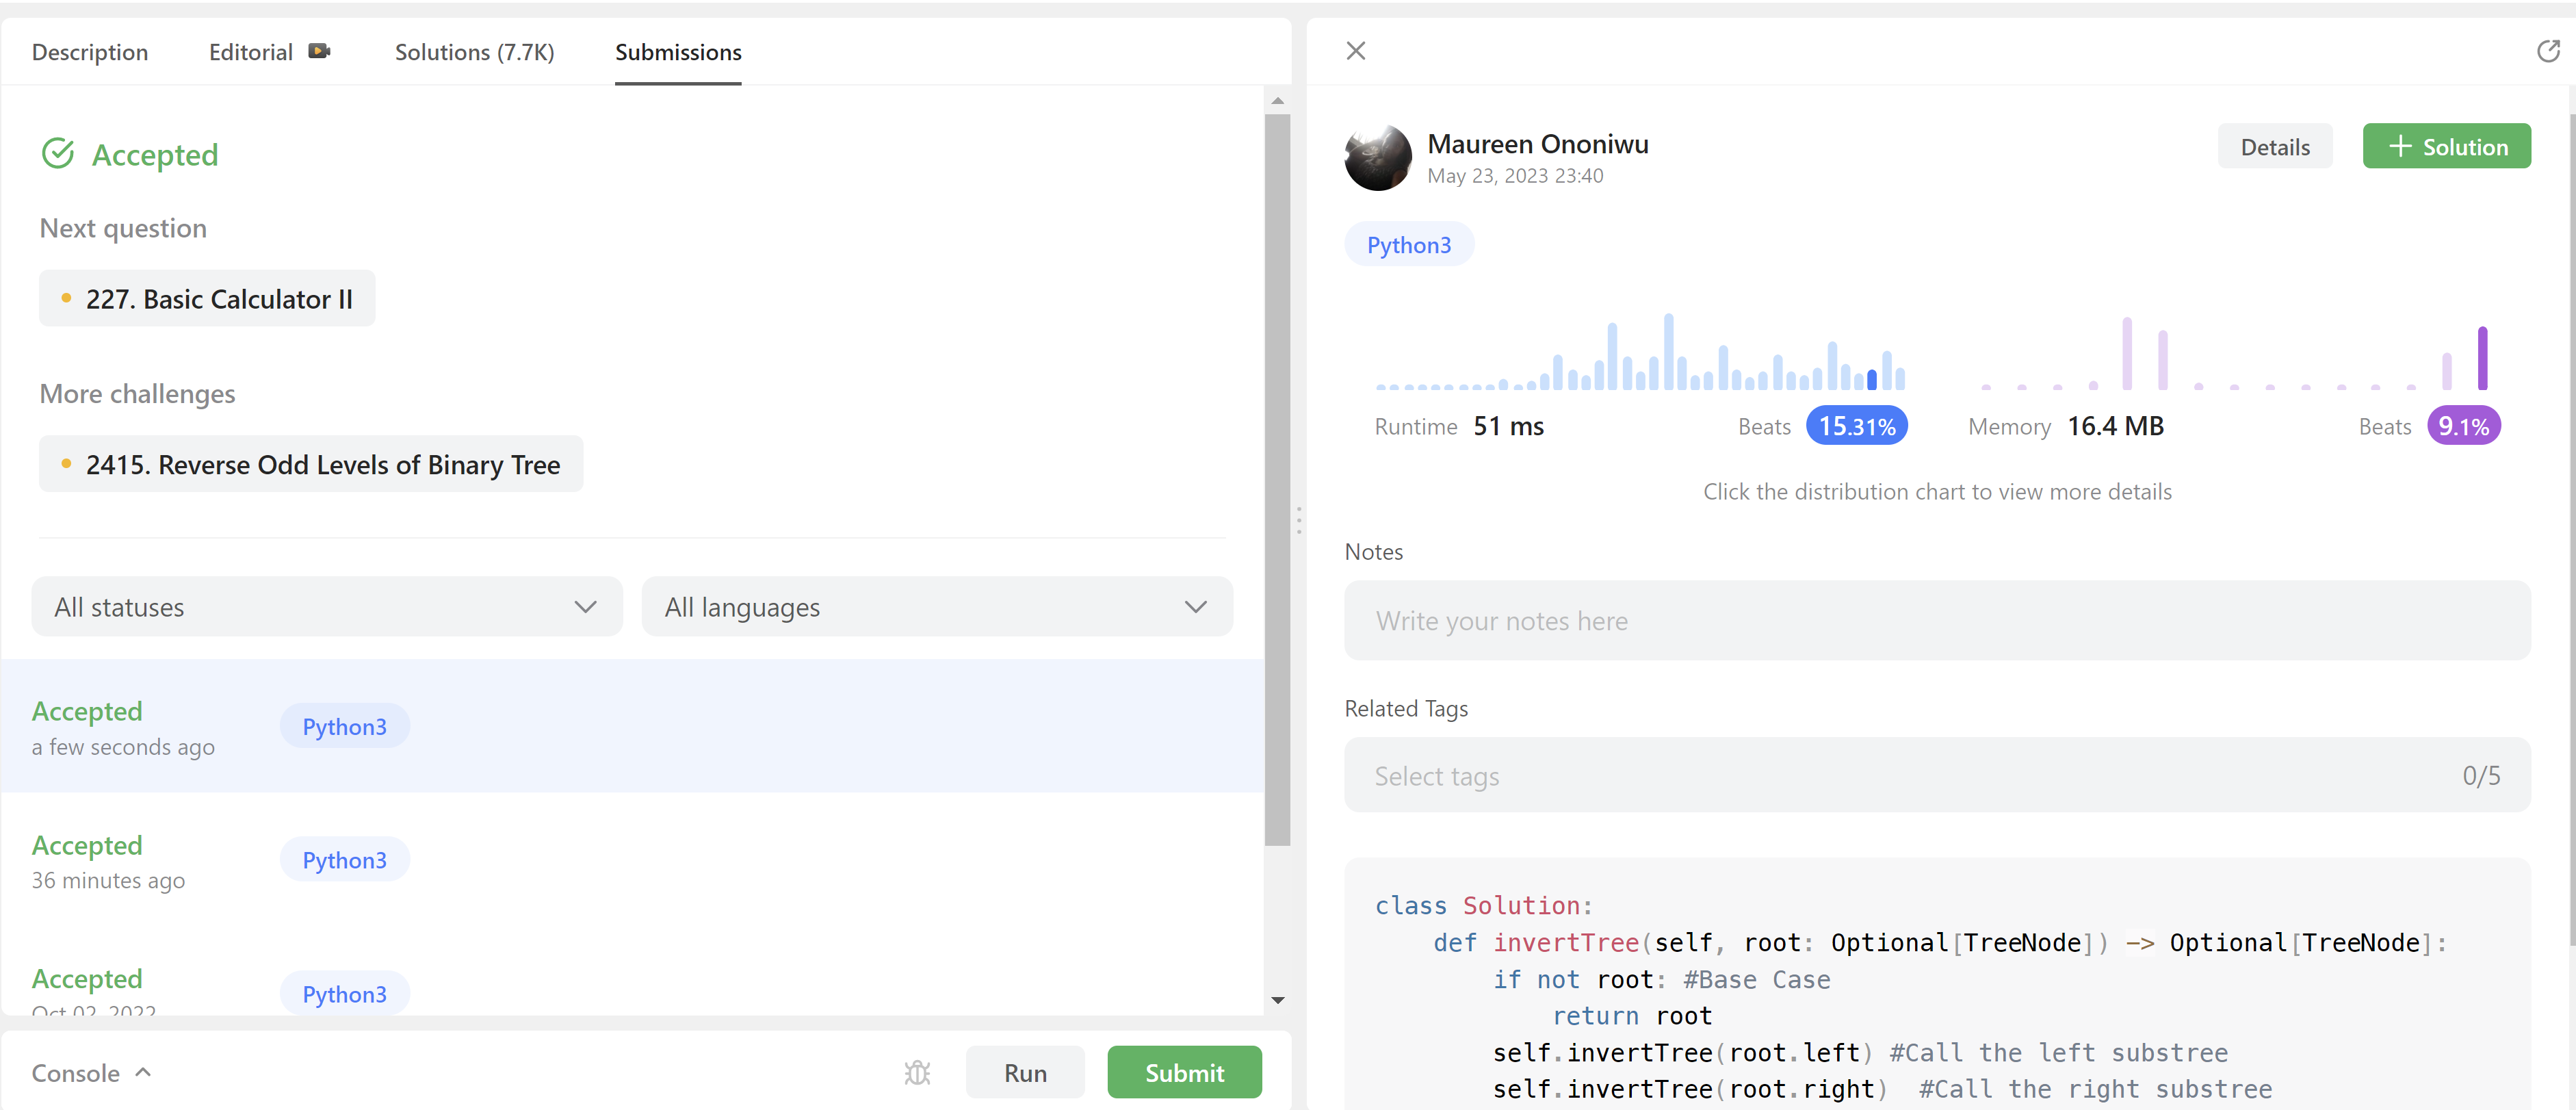 Description Editorial Solutions (7.7K) Submissions
Accepted
Next question
227. Basic Calculator II
More challenges
2415. Reverse Odd Levels of Binary Tree
All statuses All languages
Accepted Python3
a few seconds ago
Accepted Python3
36 minutes ago
Accepted Python3
Oct 02, 2022
Console Run Submit
Maureen Ononiwu Details + Solution
May 23, 2023 23:40
Python3
Runtime 51 ms Beats 15.31% Memory 16.4 MB Beats 9.1%
Click the distribution chart to view more details
Notes
Write your notes here
Related Tags
Select tags 0/5
class Solution:
    def invertTree(self, root: Optional[TreeNode]) -> Optional[TreeNode]:
        if not root: #Base Case
            return root
        self.invertTree(root.left) #Call the left substree
        self.invertTree(root.right)  #Call the right substree